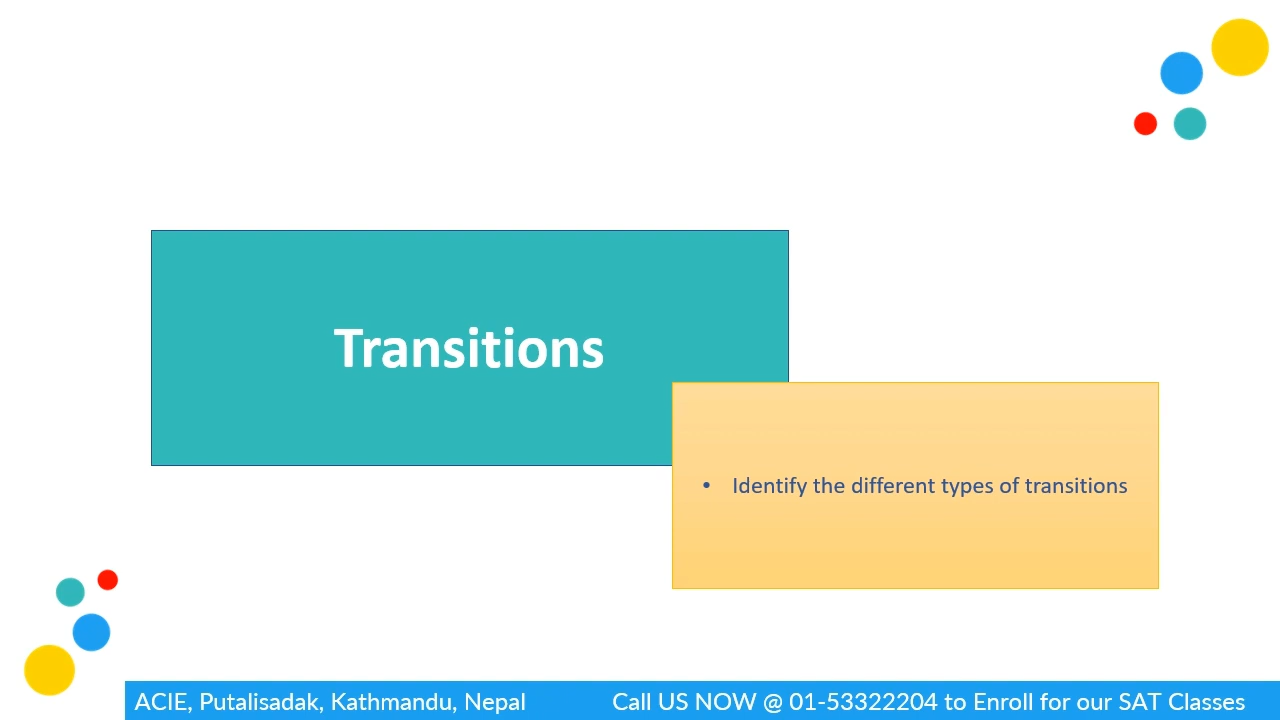 Transitions
• Identify the different types of transitions
ACIE, Putalisadak, Kathmandu, Nepal
Call US NOW @ 01-53322204 to Enroll for our SAT Classes